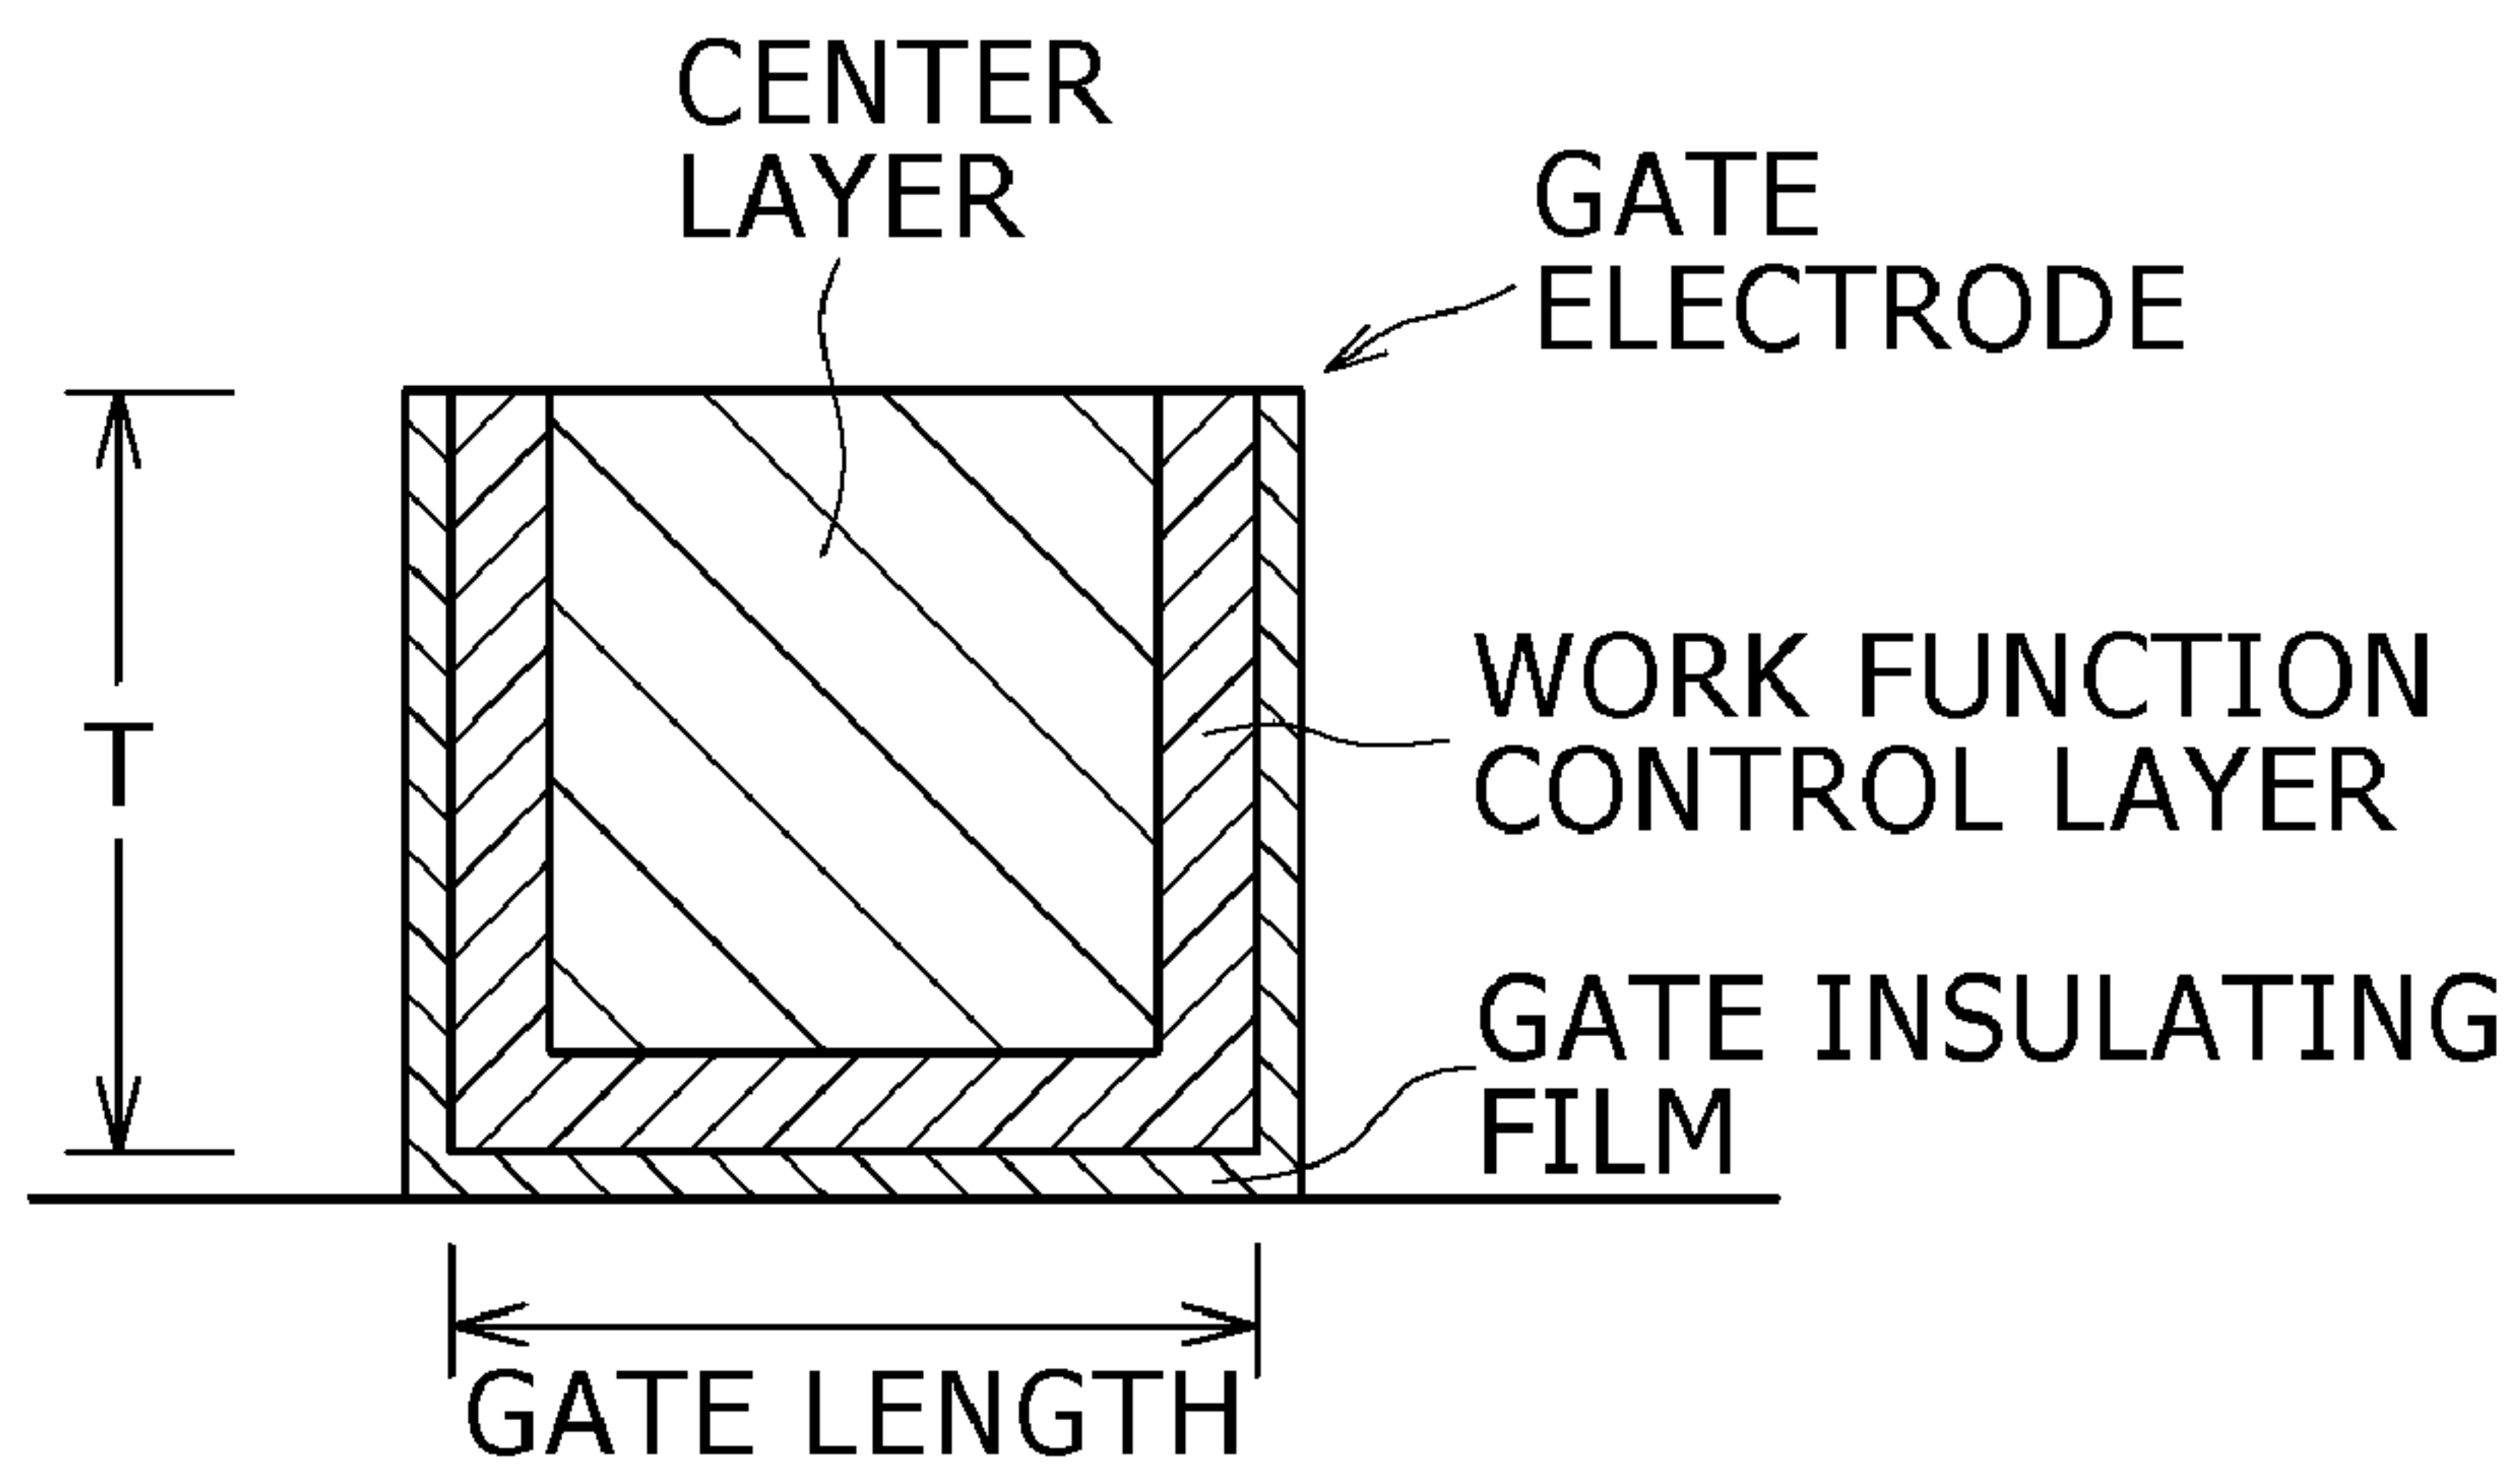 CENTER
LAYER
GATE
ELECTRODE
T
WORK FUNCTION
CONTROL LAYER
GATE INSULATING
FILM
GATE LENGTH